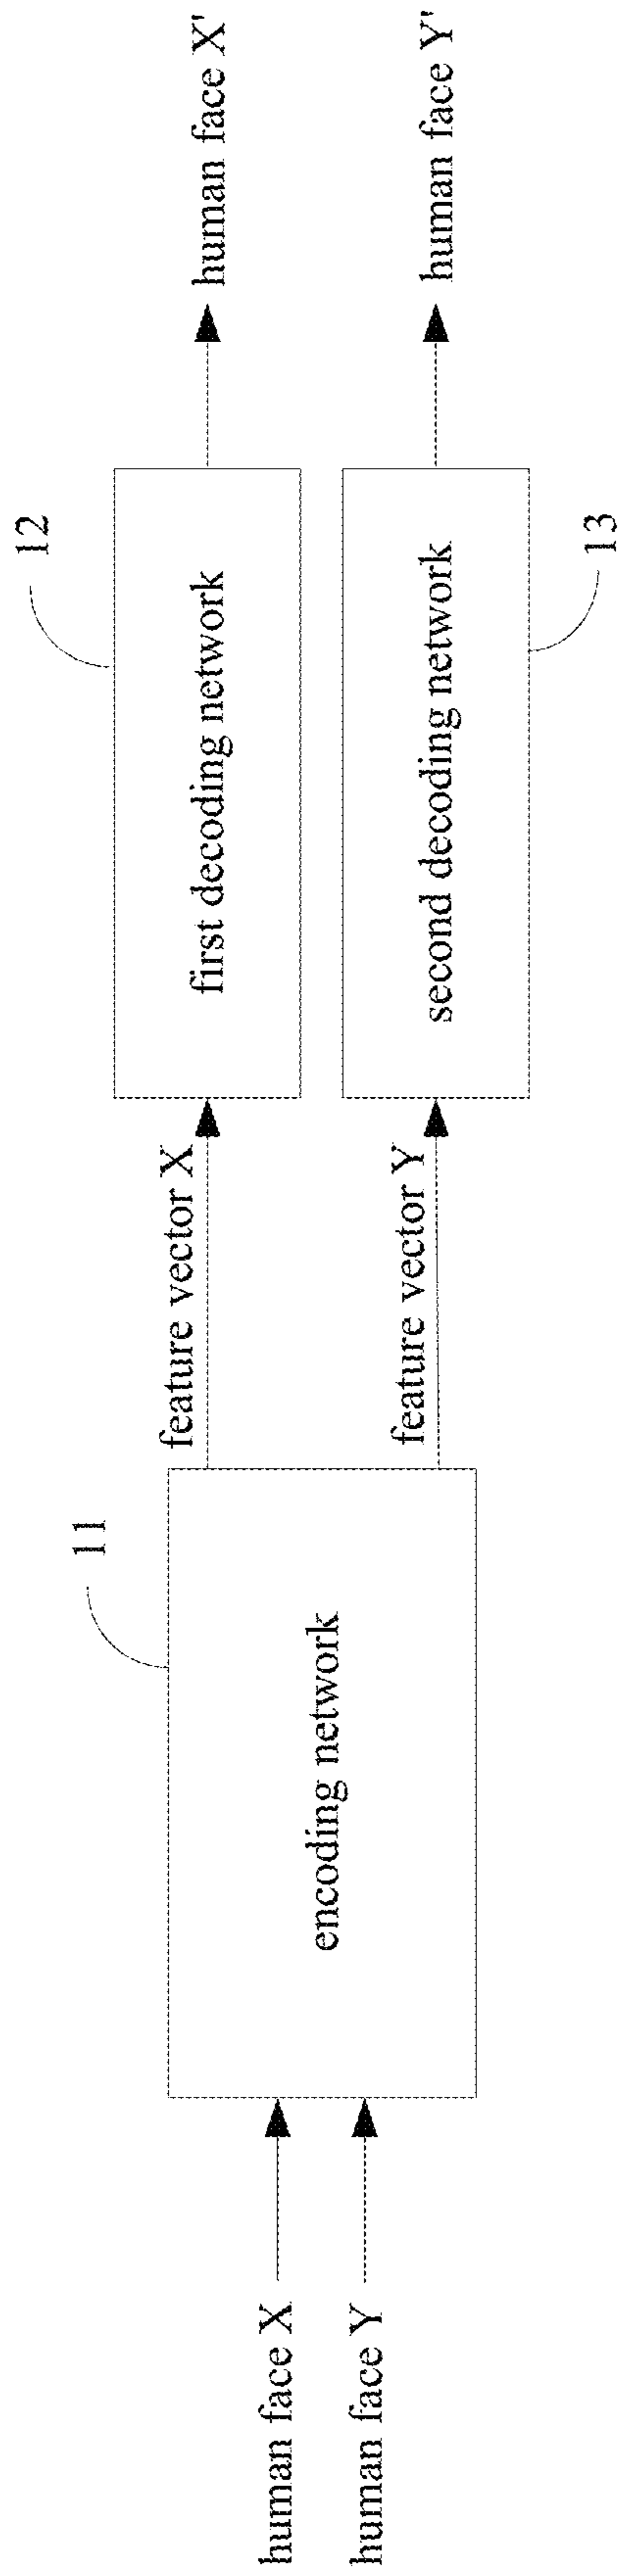 human face X
human face Y
11
encoding network
feature vector X
feature vector Y
12
first decoding network
second decoding network
13
human face X'
human face Y'